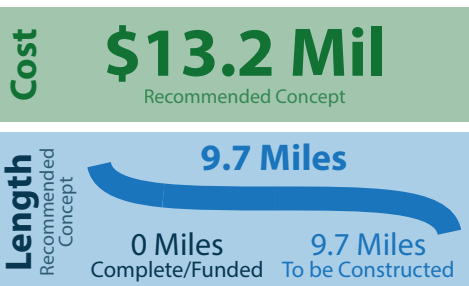 Cost
$13.2 Mil
Recommended Concept
Length
Recommended
Concept
9.7 Miles
0 Miles
Complete/Funded
9.7 Miles
To be Constructed